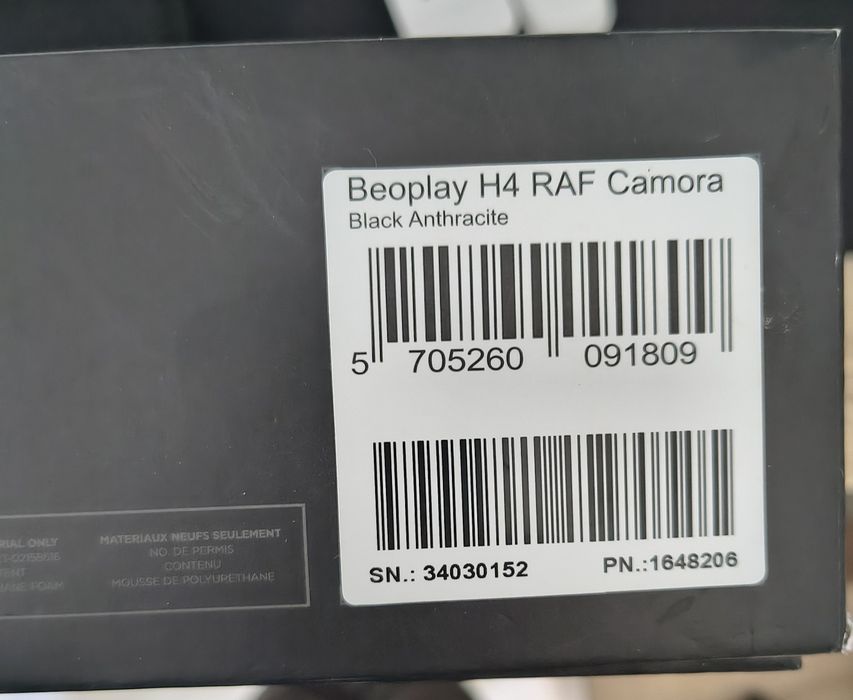 Beoplay H4 RAF Camora
Black Anthracite
5 705260 091809
SN.: 34030152 PN.:1648206
RIAL ONLY
TENT
MATERIAUX NEUFS SEULEMENT
NO. DE PERMIS
CONTENU
MOUSSE DE POLYURETHANE